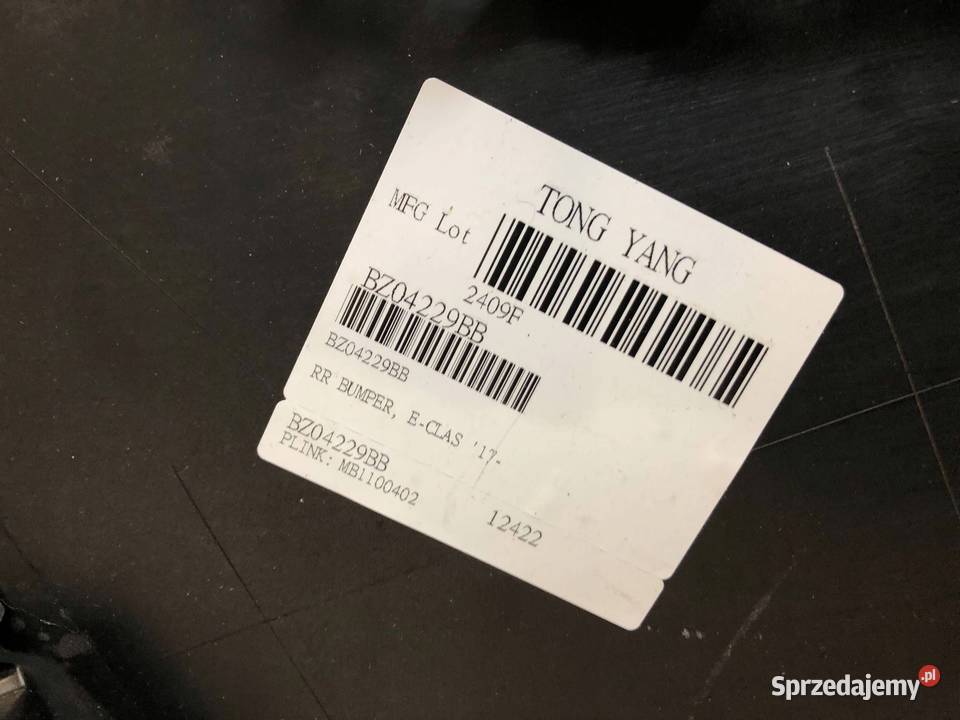 TONG YANG
MFG Lot
2409F
BZ04229BB
BZ04229BB
RR BUMPER, E-CLAS '17-
BZ04229BB
PLINK: MB1100402
12422
Sprzedajemy.pl